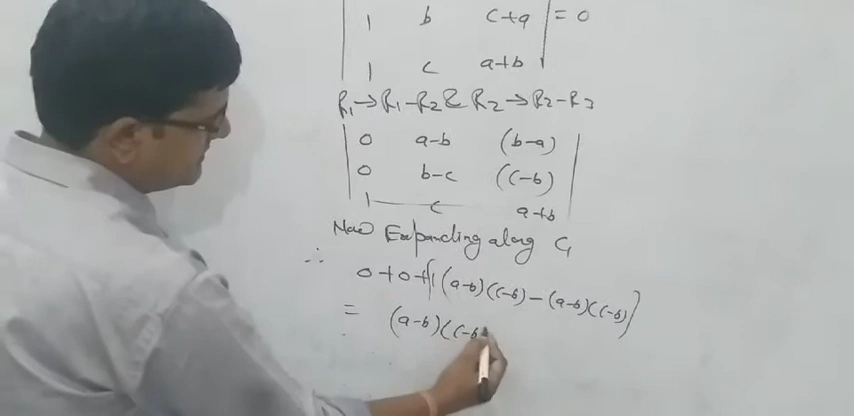 1 b c+a = 0
1 c a+b
R1→R1-R2 & R2→R2-R3
0 a-b (b-a)
0 b-c (c-b)
1 c a+b
Now Expanding along C1
∴ 0+0+1{(a-b)(c-b)-(a-b)(c-b)}
= (a-b)(c-b